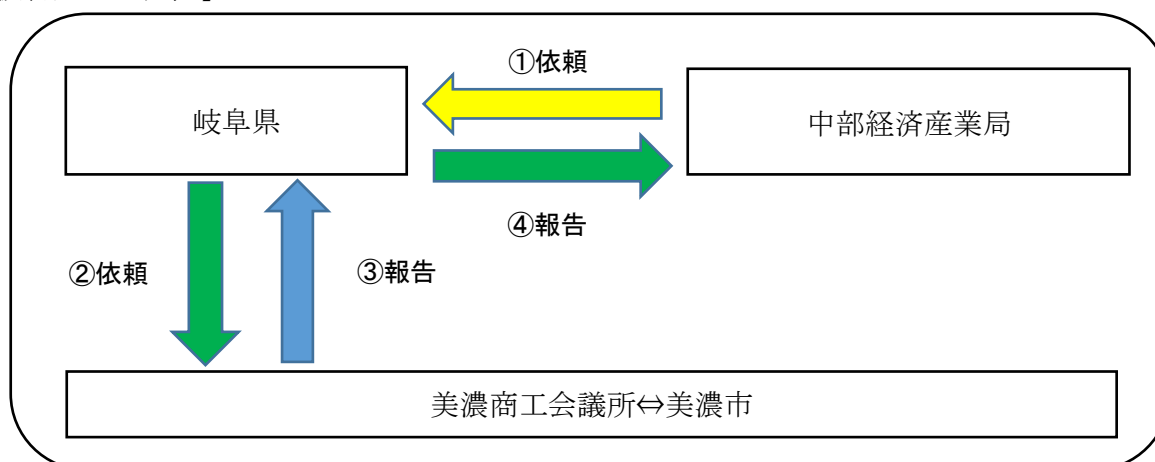 ①依頼
岐阜県
中部経済産業局
④報告
②依頼
③報告
美濃商工会議所⇔美濃市